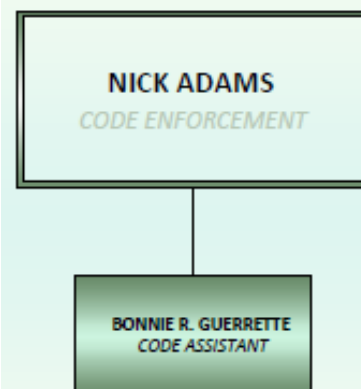 NICK ADAMS
CODE ENFORCEMENT
BONNIE R. GUERRETTE
CODE ASSISTANT